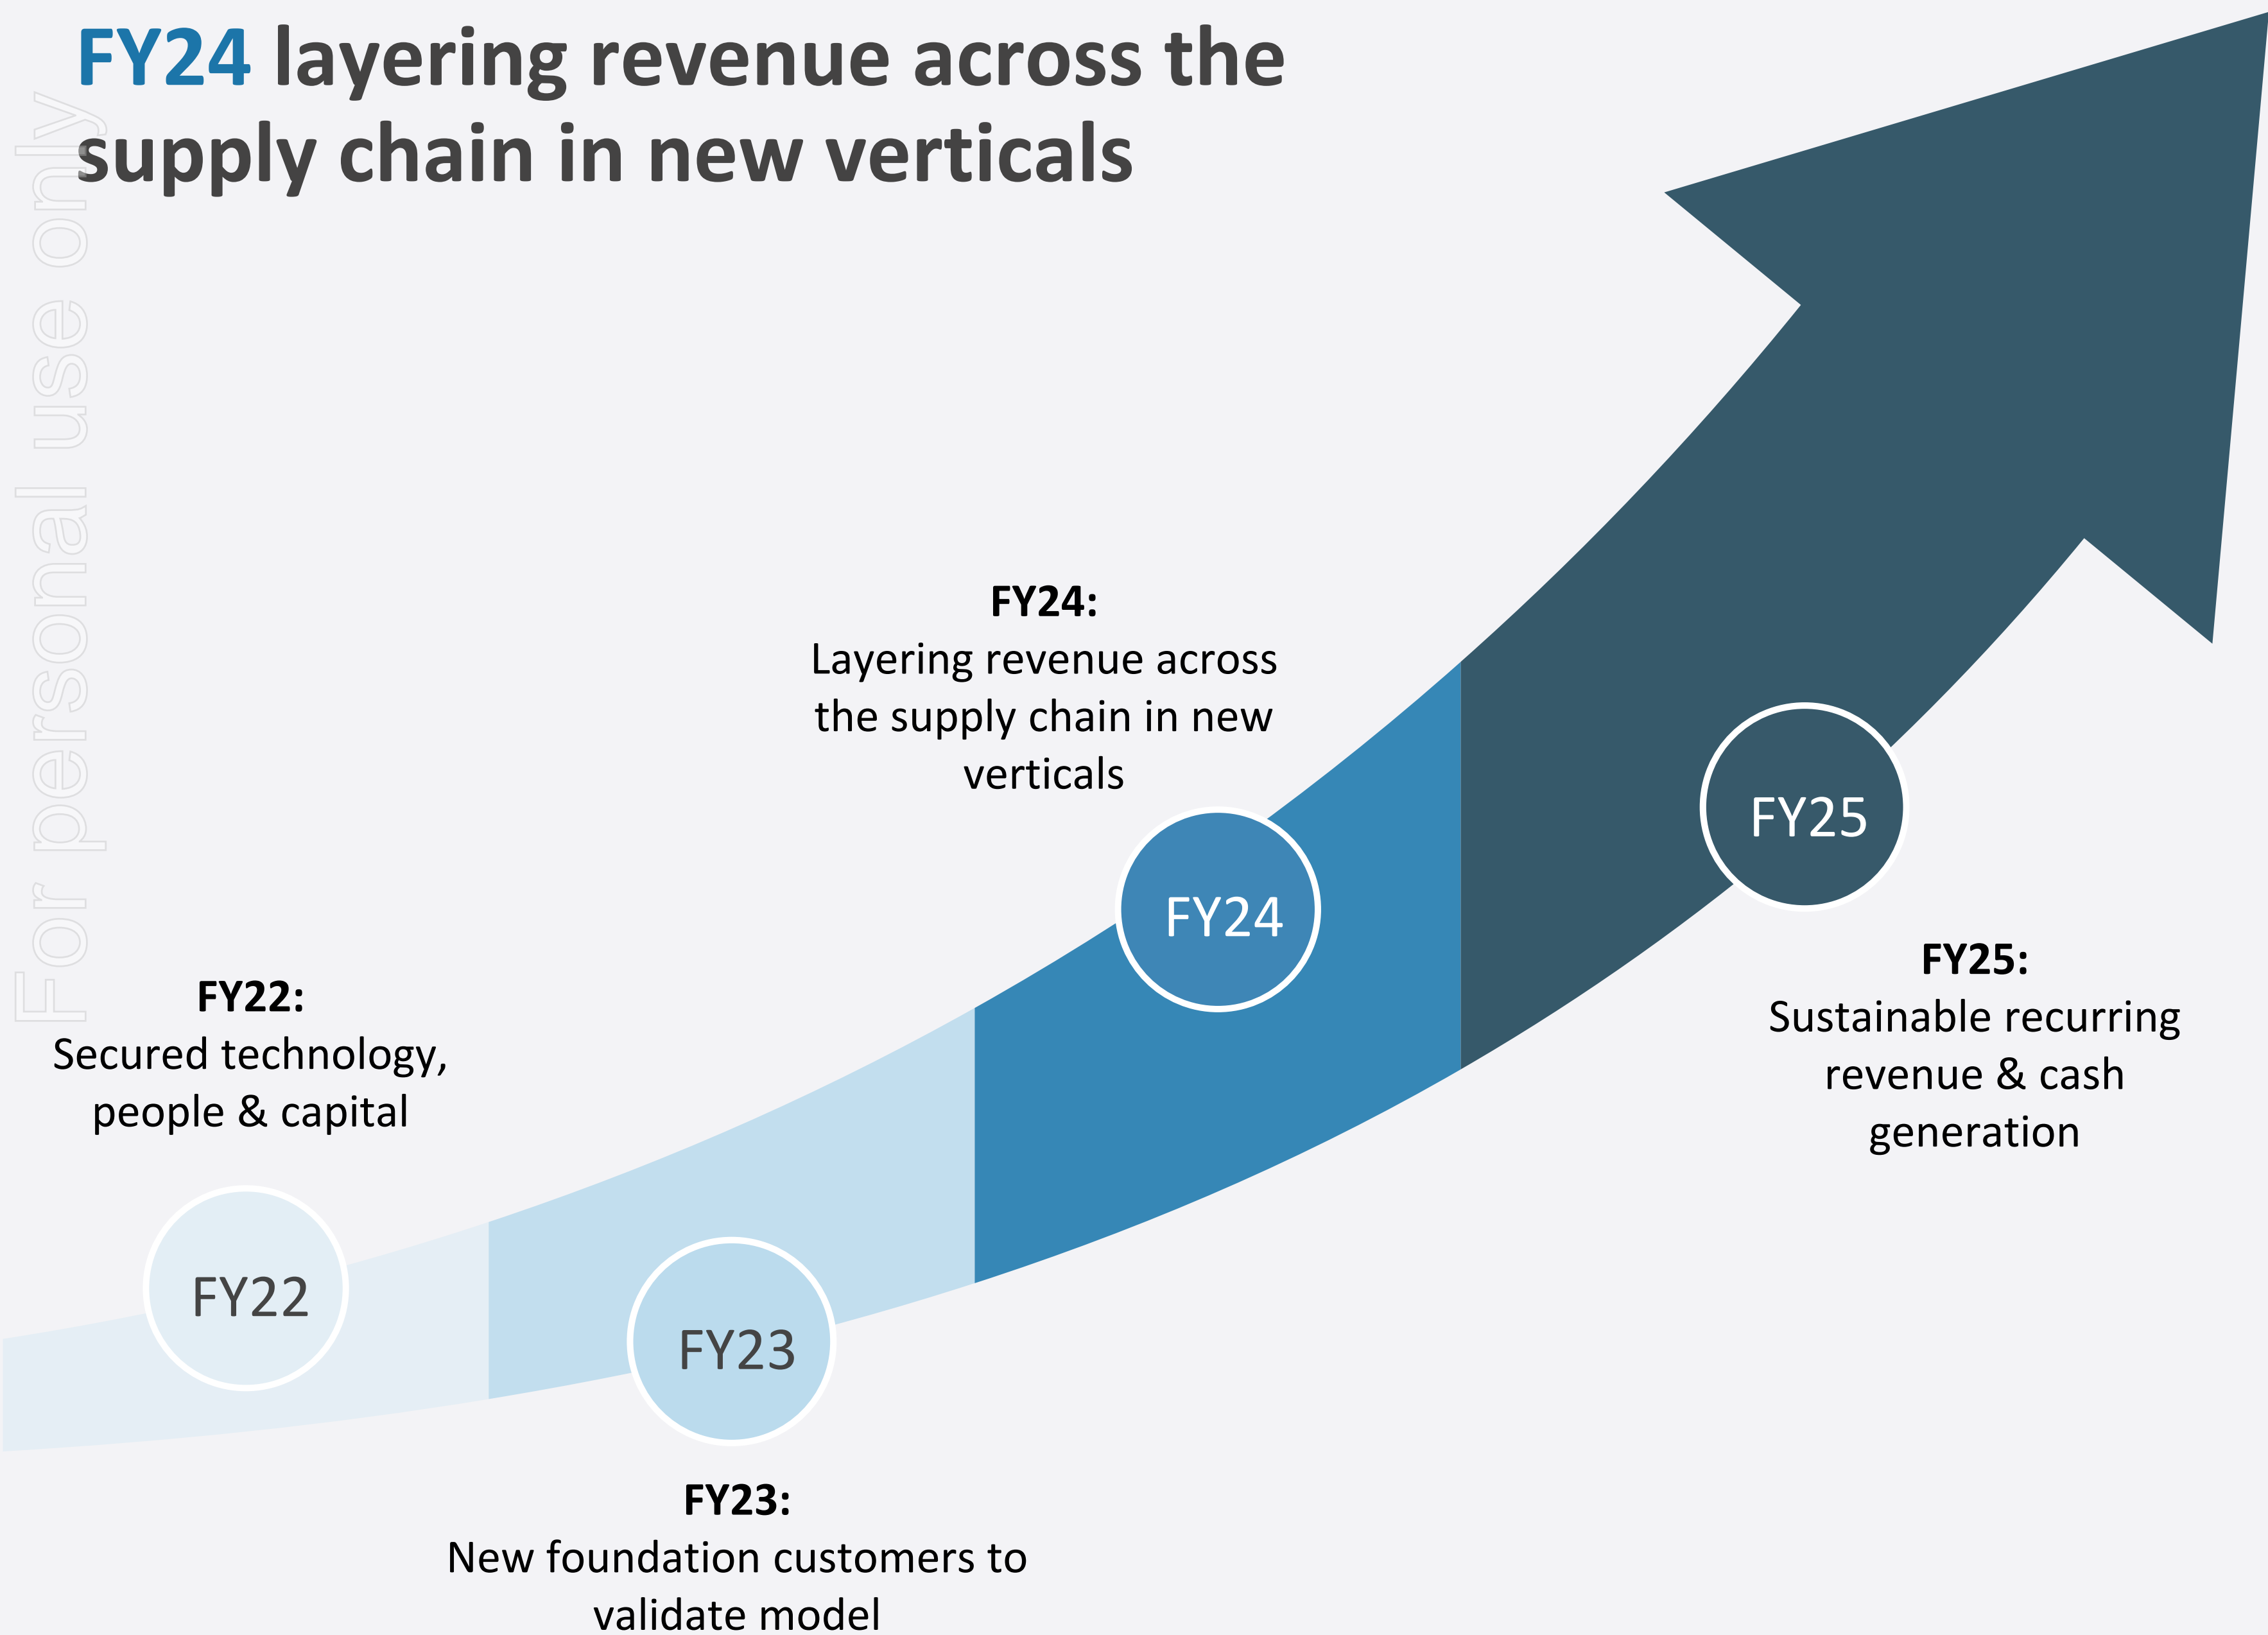 FY24 layering revenue across the
supply chain in new verticals
For personal use only
FY24:
Layering revenue across
the supply chain in new
verticals
FY25
FY24
FY25:
Sustainable recurring
revenue & cash
generation
FY22:
Secured technology,
people & capital
FY22
FY23
FY23:
New foundation customers to
validate model